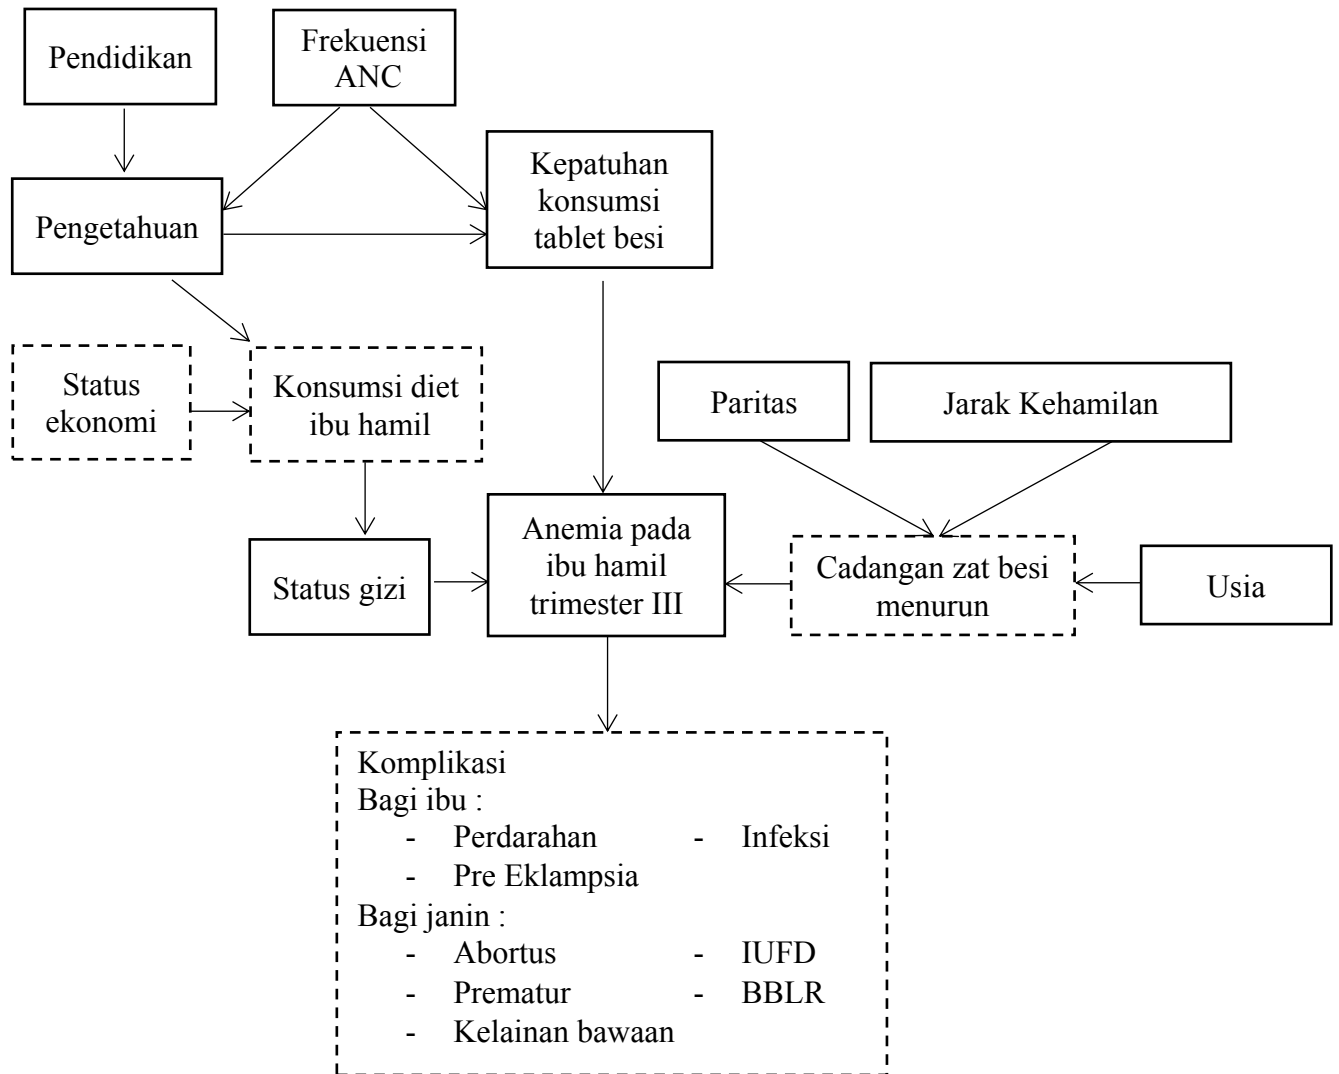 Pendidikan
Frekuensi
ANC
Pengetahuan
Kepatuhan
konsumsi
tablet besi
Status
ekonomi
Konsumsi diet
ibu hamil
Paritas
Jarak Kehamilan
Status gizi
Anemia pada
ibu hamil
trimester III
Cadangan zat besi
menurun
Usia
Komplikasi
Bagi ibu :
- Perdarahan - Infeksi
- Pre Eklampsia
Bagi janin :
- Abortus - IUFD
- Prematur - BBLR
- Kelainan bawaan